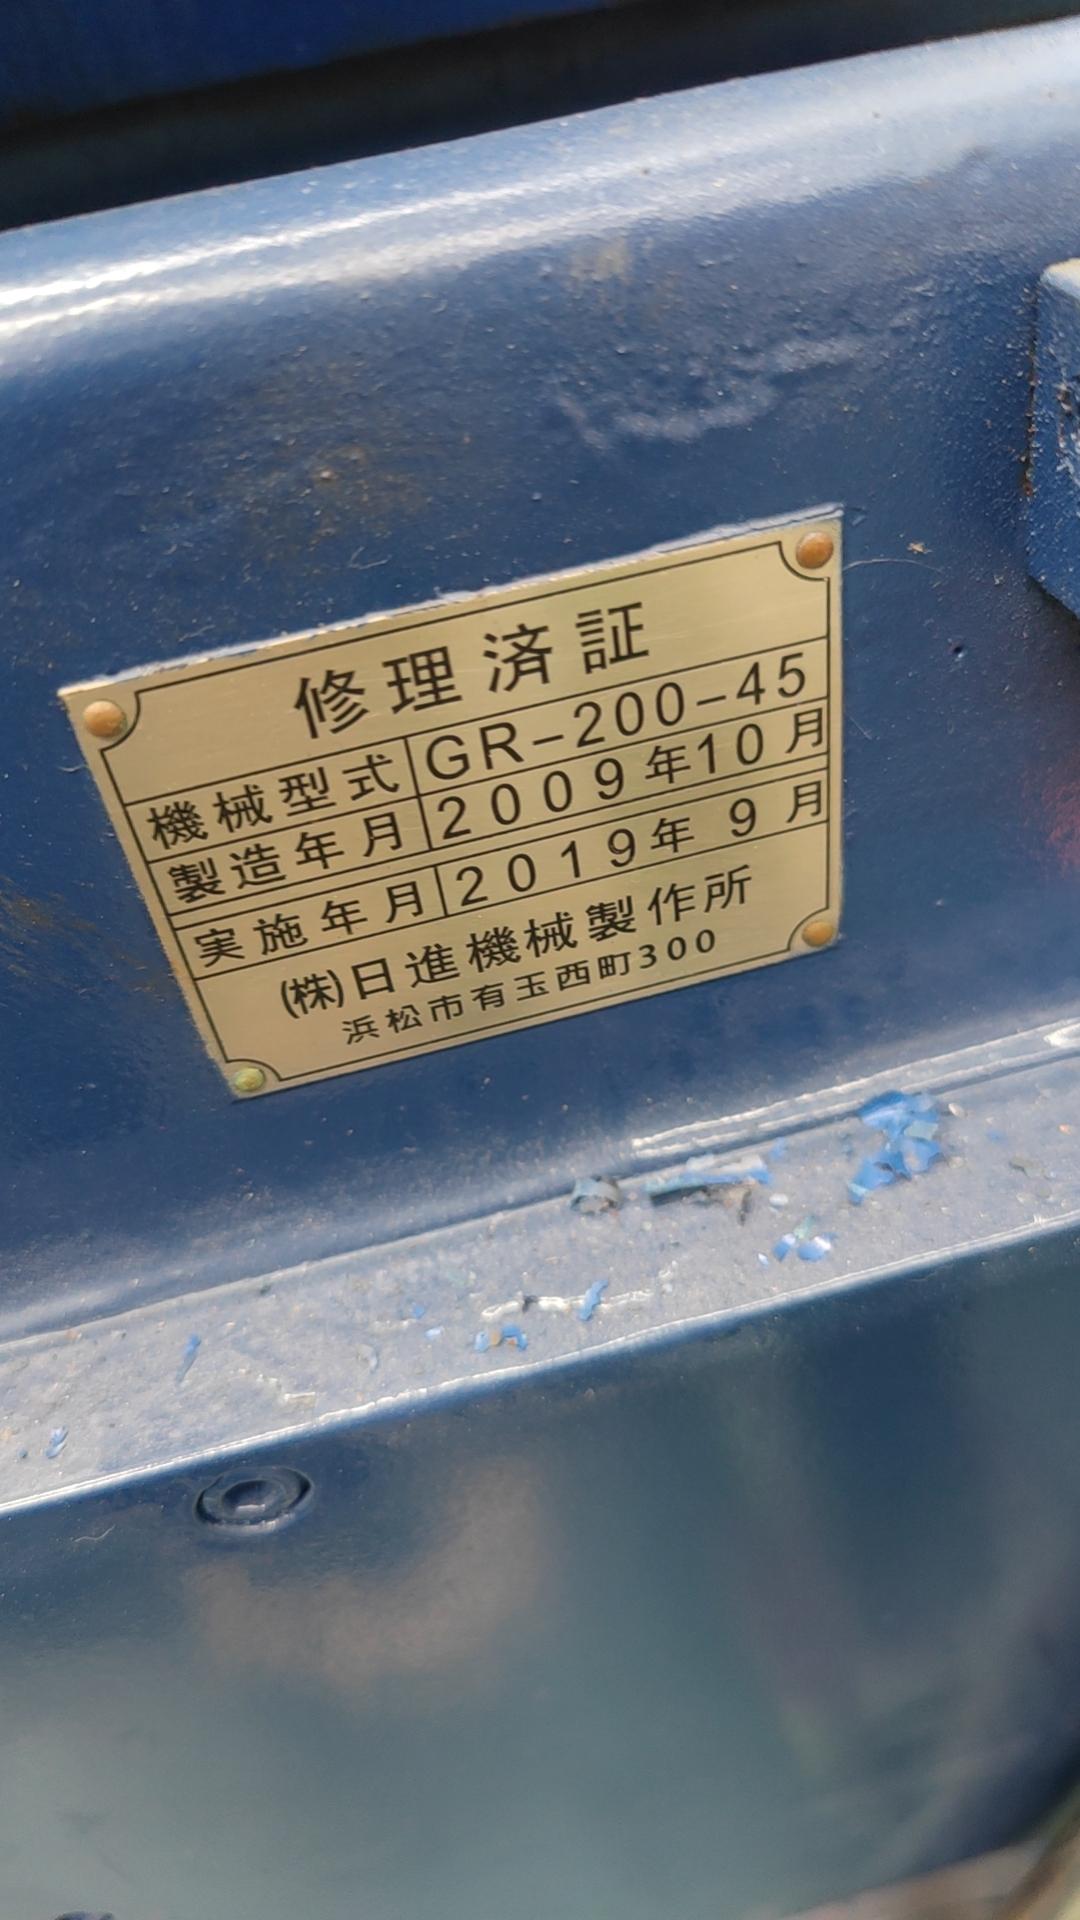 修理済証
機械型式 GR-200-45
製造年月 2009年10月
実施年月 2019年 9月
(株)日進機械製作所
浜松市有玉西町300